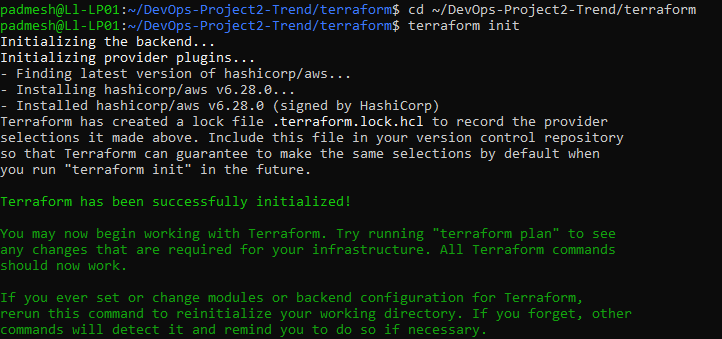 padmesh@Ll-LP01:~/DevOps-Project2-Trend/terraform$ cd ~/DevOps-Project2-Trend/terraform
padmesh@Ll-LP01:~/DevOps-Project2-Trend/terraform$ terraform init
Initializing the backend...
Initializing provider plugins...
- Finding latest version of hashicorp/aws...
- Installing hashicorp/aws v6.28.0...
- Installed hashicorp/aws v6.28.0 (signed by HashiCorp)
Terraform has created a lock file .terraform.lock.hcl to record the provider
selections it made above. Include this file in your version control repository
so that Terraform can guarantee to make the same selections by default when
you run "terraform init" in the future.
Terraform has been successfully initialized!
You may now begin working with Terraform. Try running "terraform plan" to see
any changes that are required for your infrastructure. All Terraform commands
should now work.
If you ever set or change modules or backend configuration for Terraform,
rerun this command to reinitialize your working directory. If you forget, other
commands will detect it and remind you to do so if necessary.